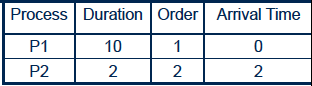 Process Duration Order Arrival Time
P1 10 1 0
P2 2 2 2